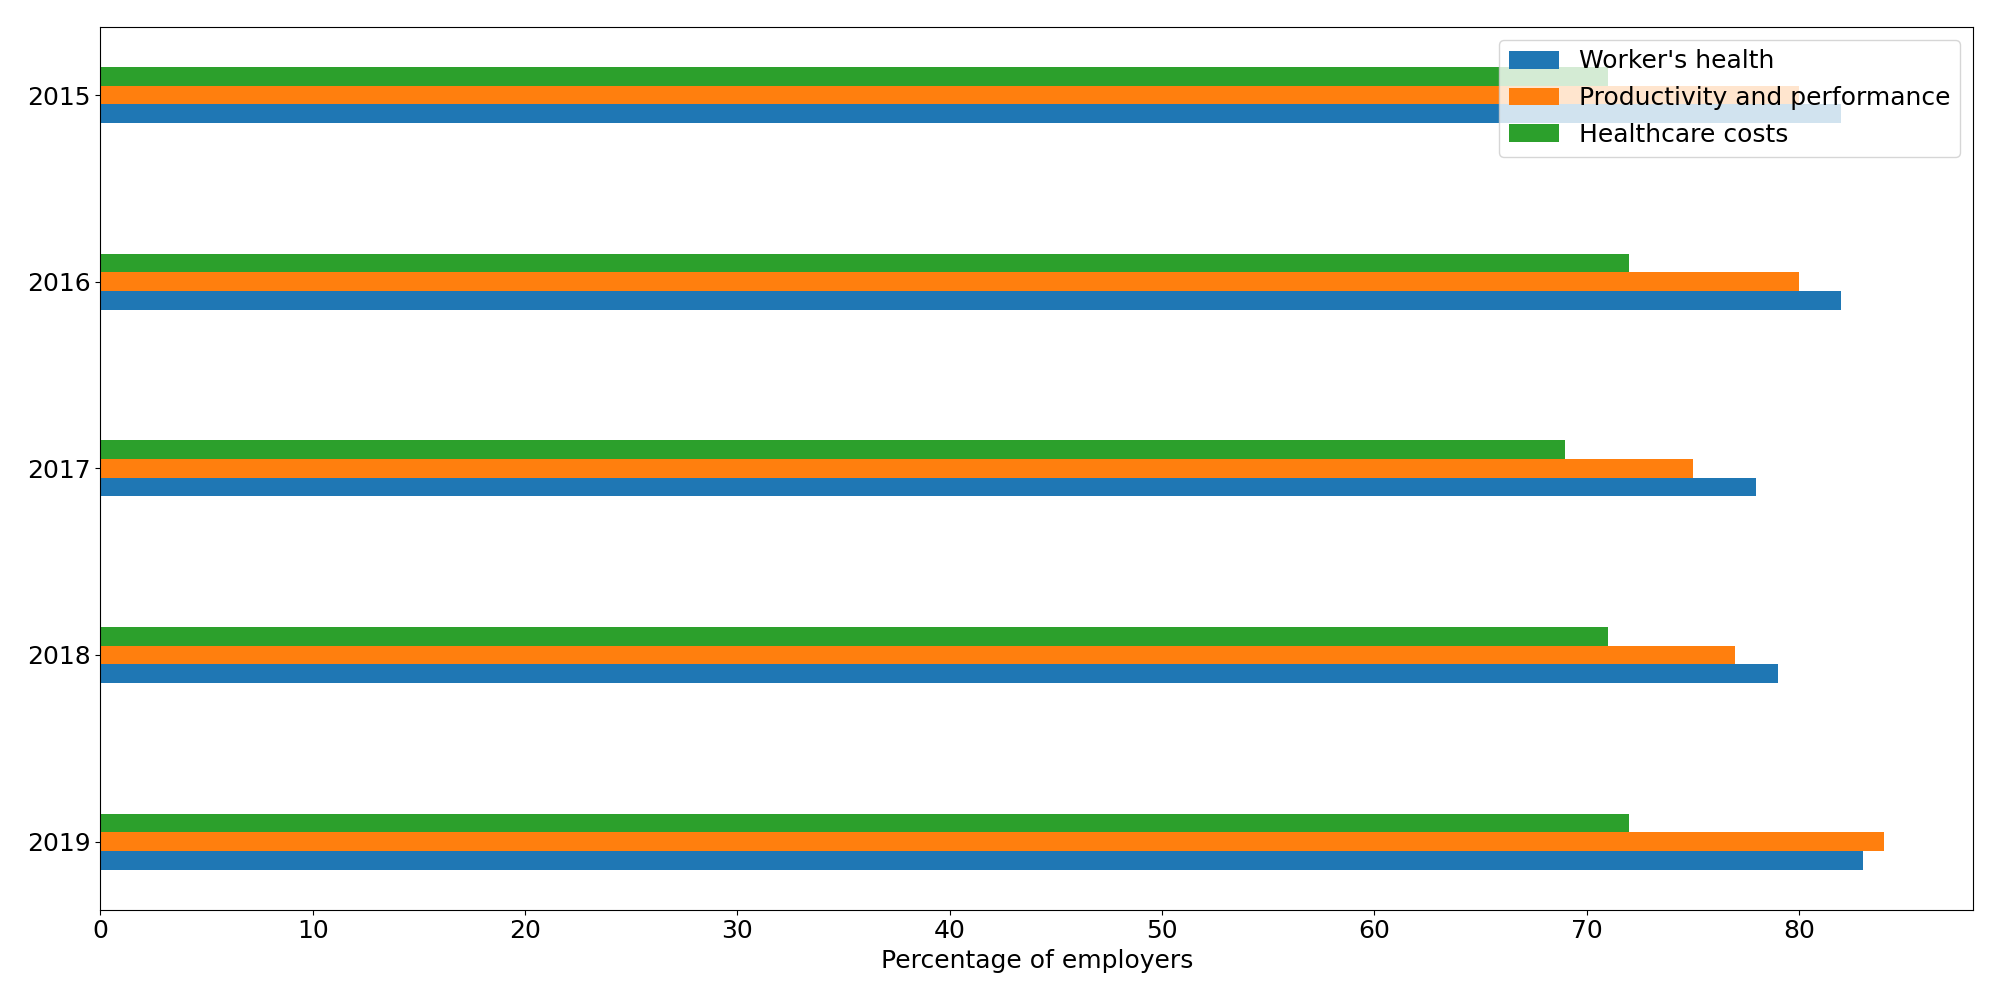 Worker's health
Productivity and performance
Healthcare costs
2015
2016
2017
2018
2019
0 10 20 30 40 50 60 70 80
Percentage of employers